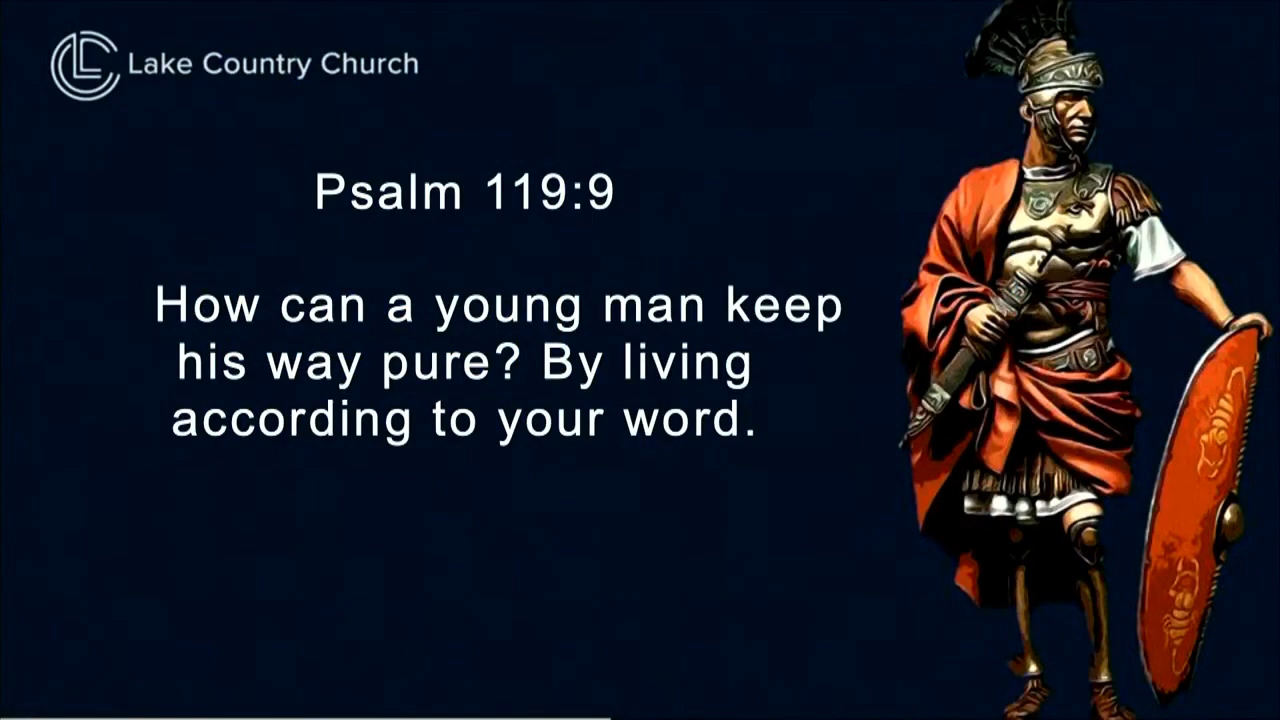 Lake Country Church
Psalm 119:9
How can a young man keep
his way pure? By living
according to your word.